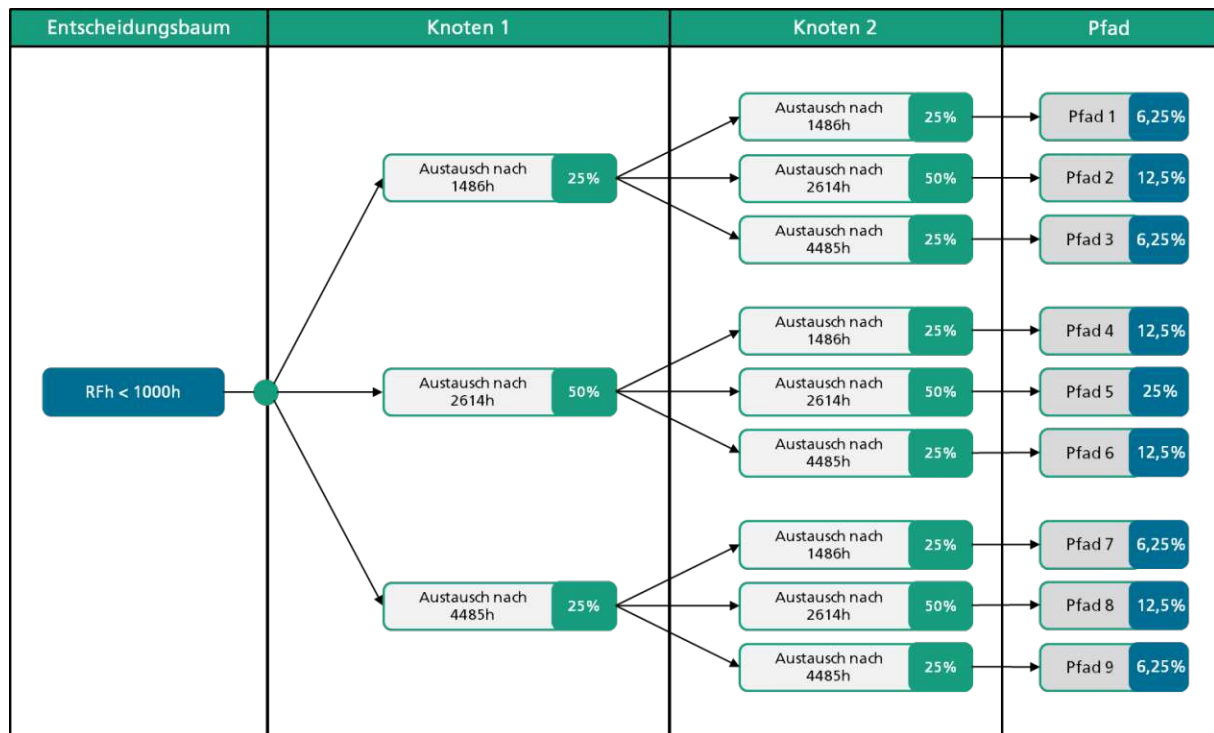 Entscheidungsbaum
Knoten 1
Knoten 2
Pfad
RFh < 1000h
Austausch nach
1486h
25%
Austausch nach
1486h
25%
Pfad 1
6,25%
Austausch nach
2614h
50%
Pfad 2
12,5%
Austausch nach
4485h
25%
Pfad 3
6,25%
Austausch nach
2614h
50%
Austausch nach
1486h
25%
Pfad 4
12,5%
Austausch nach
2614h
50%
Pfad 5
25%
Austausch nach
4485h
25%
Pfad 6
12,5%
Austausch nach
4485h
25%
Austausch nach
1486h
25%
Pfad 7
6,25%
Austausch nach
2614h
50%
Pfad 8
12,5%
Austausch nach
4485h
25%
Pfad 9
6,25%